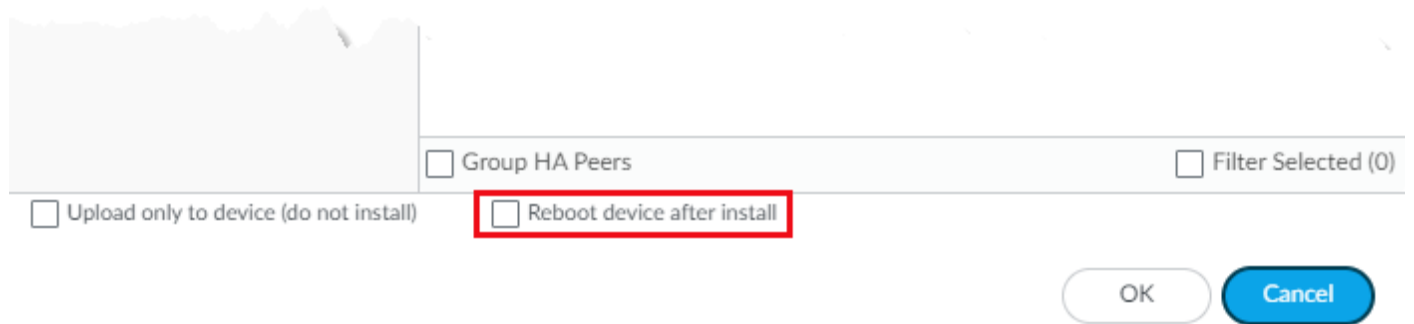 Group HA Peers Filter Selected (0)
Upload only to device (do not install) Reboot device after install
OK Cancel